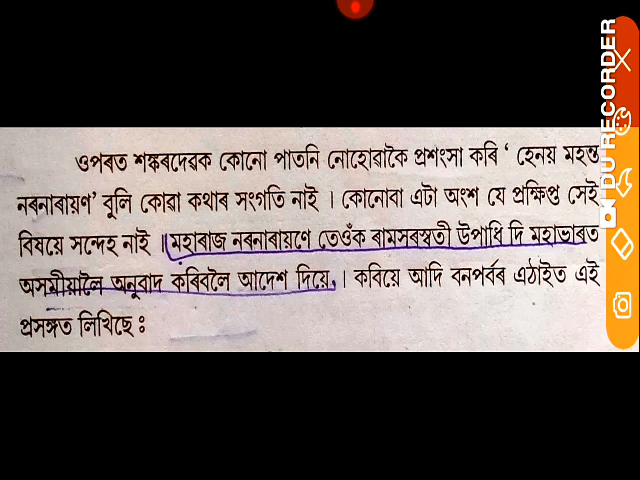 ওপৰত শঙ্কৰদেৱক কোনো পাতনি নোহোৱাকৈ প্ৰশংসা কৰি ‘ হেনয় মহন্ত
নৰনাৰায়ণ’ বুলি কোৱা কথাৰ সংগতি নাই । কোনোবা এটা অংশ যে প্ৰক্ষিপ্ত সেই
বিষয়ে সন্দেহ নাই । মহাৰাজ নৰনাৰায়ণে তেওঁক ৰামসৰস্বতী উপাধি দি মহাভাৰত
অসমীয়ালৈ অনুবাদ কৰিবলৈ আদেশ দিয়ে, । কবিয়ে আদি বনপৰ্বৰ এঠাইত এই
প্ৰসঙ্গত লিখিছে ঃ
DU RECORDER